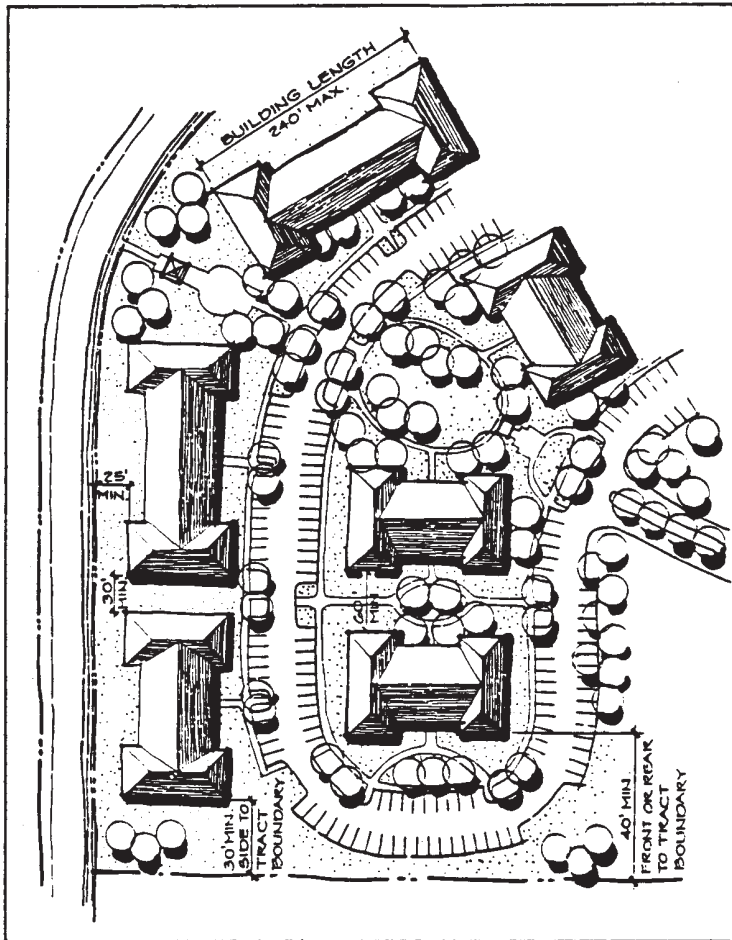 BUILDING LENGTH
240' MAX.
25'
MIN.
30'
MIN
60
MIN
30' MIN.
SIDE TO
TRACT
BOUNDARY
40' MIN.
FRONT OR REAR
TO TRACT
BOUNDARY